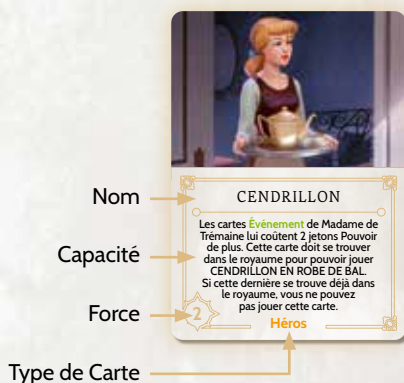 CENDRILLON
Nom
Les cartes Événement de Madame de
Trémaine lui coûtent 2 jetons Pouvoir
de plus. Cette carte doit se trouver
dans le royaume pour pouvoir jouer
CENDRILLON EN ROBE DE BAL.
Si cette dernière se trouve déjà dans
le royaume, vous ne pouvez
pas jouer cette carte.
Capacité
2
Force
Héros
Type de Carte